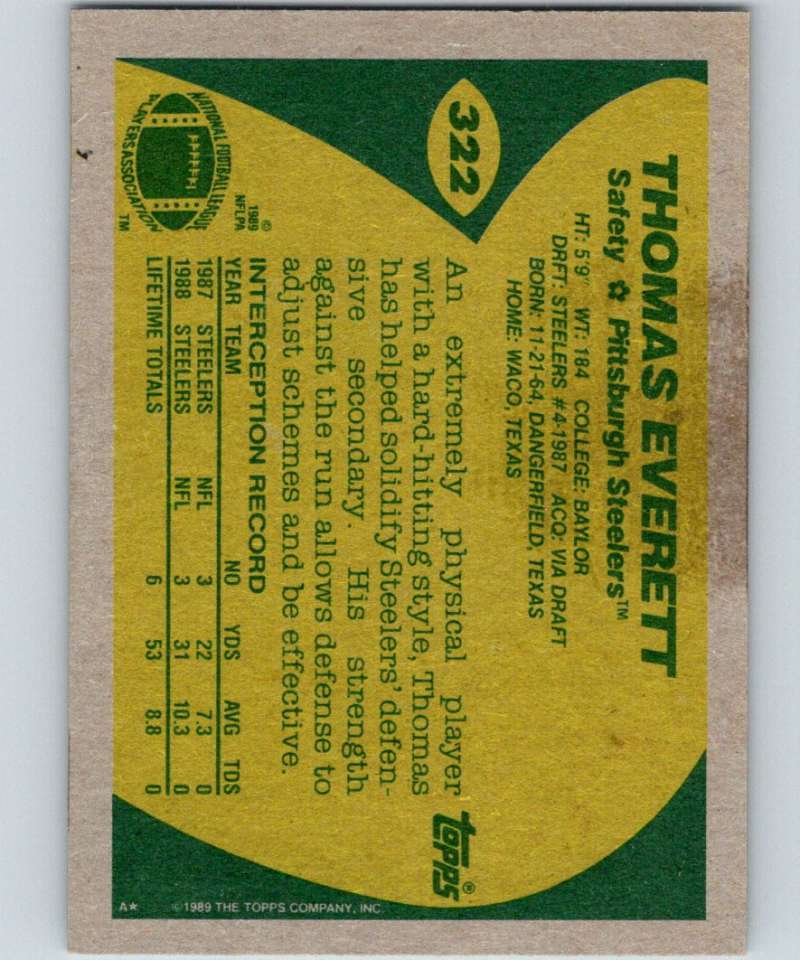 322
THOMAS EVERETT
Safety ✿ Pittsburgh Steelers™
HT: 5'9" WT: 184 COLLEGE: BAYLOR
DRFT: STEELERS #4-1987 ACQ: VIA DRAFT
BORN: 11-21-64, DANGERFIELD, TEXAS
HOME: WACO, TEXAS
An extremely physical player
with a hard-hitting style, Thomas
has helped solidify Steelers' defen-
sive secondary. His strength
against the run allows defense to
adjust schemes and be effective.
topps®
NATIONAL FOOTBALL LEAGUE
PLAYERS ASSOCIATION
™
©
1989
NFLPA
INTERCEPTION RECORD
YEAR TEAM NO YDS AVG TDS
1987 STEELERS NFL 3 22 7.3 0
1988 STEELERS NFL 3 31 10.3 0
LIFETIME TOTALS 6 53 8.8 0
A★ ©1989 THE TOPPS COMPANY, INC.